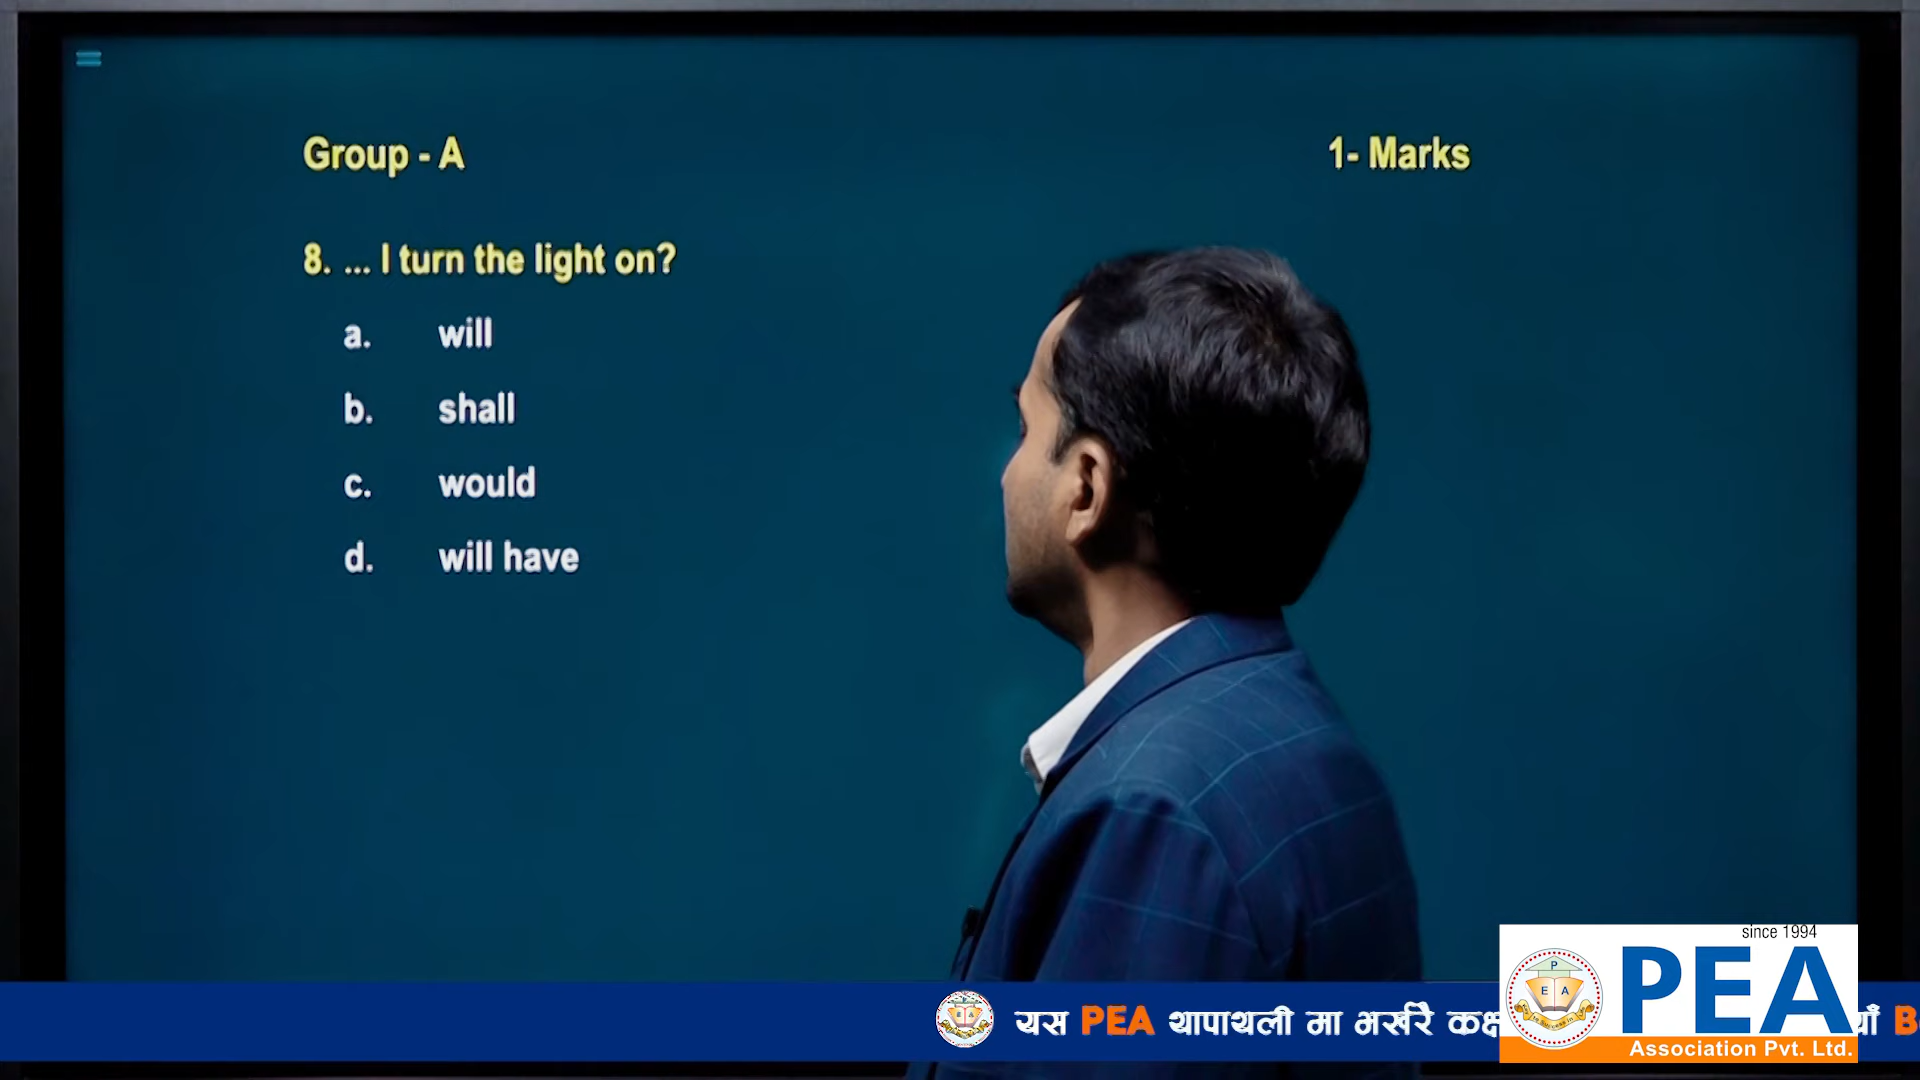 Group - A
1- Marks
8. ... I turn the light on?
a. will
b. shall
c. would
d. will have
since 1994
PEA
Association Pvt. Ltd.
यस PEA थापाथली मा भर्खरै